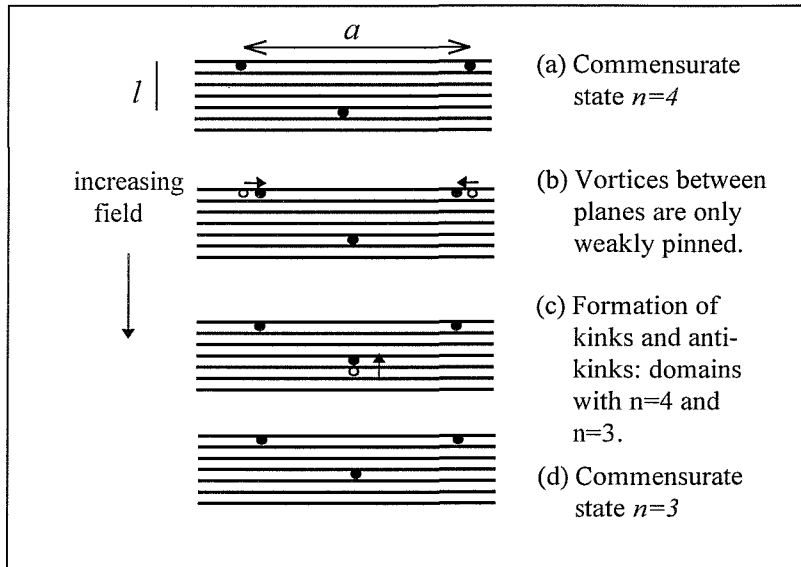 a
l
(a) Commensurate
state n=4
increasing
field
(b) Vortices between
planes are only
weakly pinned.
(c) Formation of
kinks and anti-
kinks: domains
with n=4 and
n=3.
(d) Commensurate
state n=3